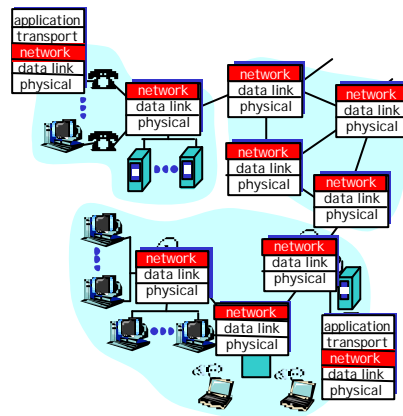 application
transport
network
data link
physical
network
data link
physical
network
data link
physical
network
data link
physical
network
data link
physical
network
data link
physical
network
data link
physical
network
data link
physical
network
data link
physical
application
transport
network
data link
physical